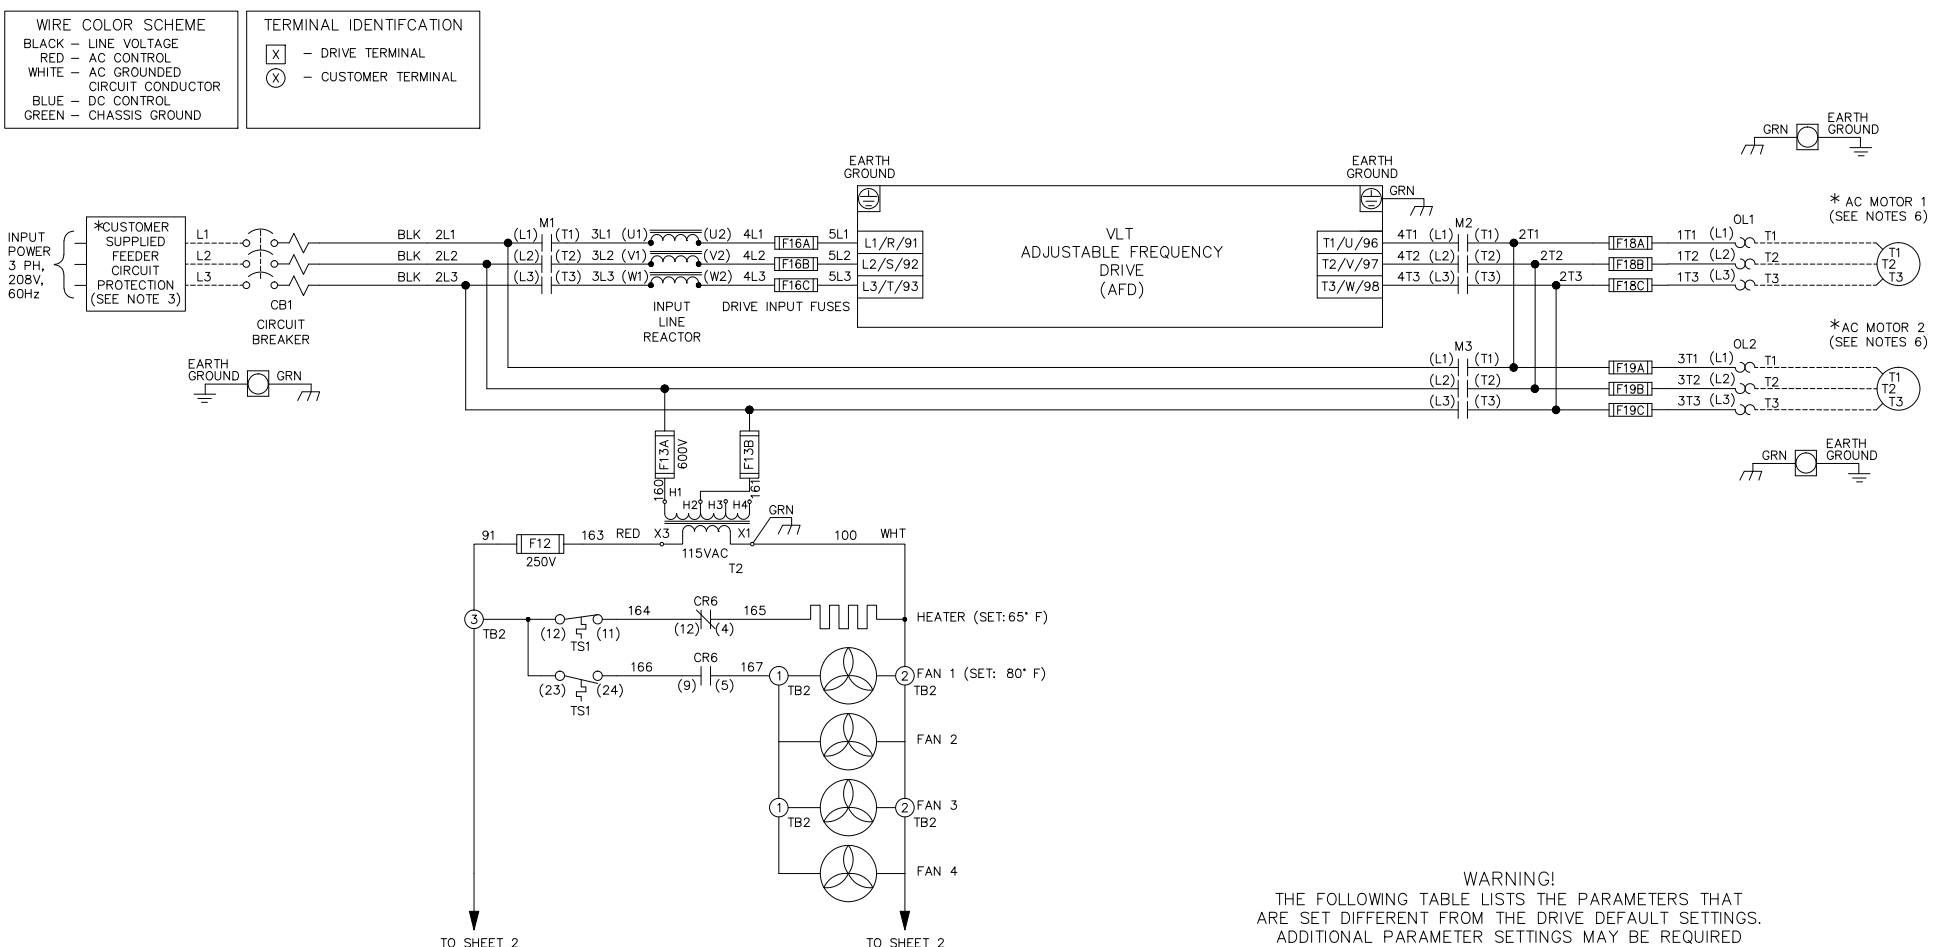 WIRE COLOR SCHEME
BLACK – LINE VOLTAGE
RED – AC CONTROL
WHITE – AC GROUNDED
CIRCUIT CONDUCTOR
BLUE – DC CONTROL
GREEN – CHASSIS GROUND
TERMINAL IDENTIFCATION
X – DRIVE TERMINAL
X – CUSTOMER TERMINAL
GRN
EARTH
GROUND
INPUT
POWER
3 PH,
208V,
60Hz
*CUSTOMER
SUPPLIED
FEEDER
CIRCUIT
PROTECTION
(SEE NOTE 3)
L1
L2
L3
CB1
CIRCUIT
BREAKER
EARTH
GROUND
GRN
M1
BLK 2L1 (L1) (T1) 3L1 (U1) (U2) 4L1 F16A 5L1
BLK 2L2 (L2) (T2) 3L2 (V1) (V2) 4L2 F16B 5L2
BLK 2L3 (L3) (T3) 3L3 (W1) (W2) 4L3 F16C 5L3
INPUT
LINE
REACTOR
DRIVE INPUT FUSES
EARTH
GROUND
L1/R/91
L2/S/92
L3/T/93
VLT
ADJUSTABLE FREQUENCY
DRIVE
(AFD)
EARTH
GROUND
GRN
T1/U/96
T2/V/97
T3/W/98
M2
4T1 (L1) (T1) 2T1 F18A 1T1 (L1) T1
4T2 (L2) (T2) 2T2 F18B 1T2 (L2) T2
4T3 (L3) (T3) 2T3 F18C 1T3 (L3) T3
OL1
* AC MOTOR 1
(SEE NOTES 6)
T1
T2
T3
M3
(L1) (T1) F19A 3T1 (L1) T1
(L2) (T2) F19B 3T2 (L2) T2
(L3) (T3) F19C 3T3 (L3) T3
OL2
*AC MOTOR 2
(SEE NOTES 6)
T1
T2
T3
GRN
EARTH
GROUND
F13A
600V
F13B
160
161
H1
H2 H3 H4
GRN
91 F12 163 RED X3 X1 100 WHT
250V
115VAC
T2
3
TB2
(12) (11)
TS1
164
CR6
(12) (4)
165
HEATER (SET:65° F)
(23) (24)
TS1
166
CR6
(9) (5)
167
1
TB2
2
TB2
FAN 1 (SET: 80° F)
FAN 2
1
TB2
2
TB2
FAN 3
FAN 4
TO SHEET 2
TO SHEET 2
WARNING!
THE FOLLOWING TABLE LISTS THE PARAMETERS THAT
ARE SET DIFFERENT FROM THE DRIVE DEFAULT SETTINGS.
ADDITIONAL PARAMETER SETTINGS MAY BE REQUIRED